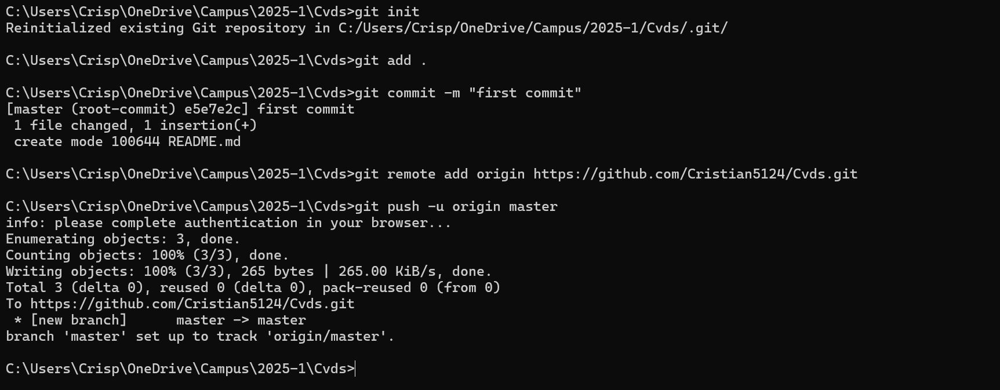 C:\Users\Crisp\OneDrive\Campus\2025-1\Cvds>git init
Reinitialized existing Git repository in C:/Users/Crisp/OneDrive/Campus/2025-1/Cvds/.git/
C:\Users\Crisp\OneDrive\Campus\2025-1\Cvds>git add .
C:\Users\Crisp\OneDrive\Campus\2025-1\Cvds>git commit -m "first commit"
[master (root-commit) e5e7e2c] first commit
 1 file changed, 1 insertion(+)
 create mode 100644 README.md
C:\Users\Crisp\OneDrive\Campus\2025-1\Cvds>git remote add origin https://github.com/Cristian5124/Cvds.git
C:\Users\Crisp\OneDrive\Campus\2025-1\Cvds>git push -u origin master
info: please complete authentication in your browser...
Enumerating objects: 3, done.
Counting objects: 100% (3/3), done.
Writing objects: 100% (3/3), 265 bytes | 265.00 KiB/s, done.
Total 3 (delta 0), reused 0 (delta 0), pack-reused 0 (from 0)
To https://github.com/Cristian5124/Cvds.git
 * [new branch]      master -> master
branch 'master' set up to track 'origin/master'.
C:\Users\Crisp\OneDrive\Campus\2025-1\Cvds>